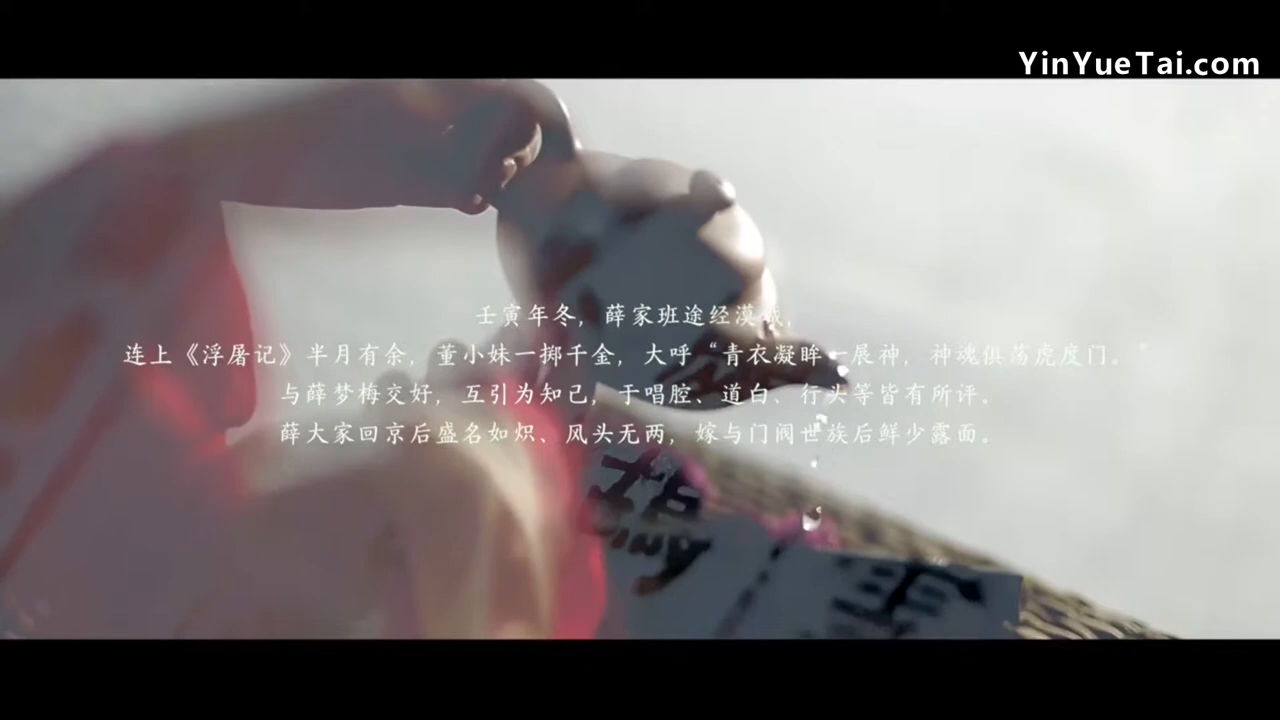 YinYueTai.com
壬寅年冬，薛家班途经漠城，
连上《浮屠记》半月有余，董小妹一掷千金，大呼“青衣凝眸一展神，神魂俱荡虎度门。”
与薛梦梅交好，互引为知己，于唱腔、道白、行头等皆有所评。
薛大家回京后盛名如炽、风头无两，嫁与门阀世族后鲜少露面。